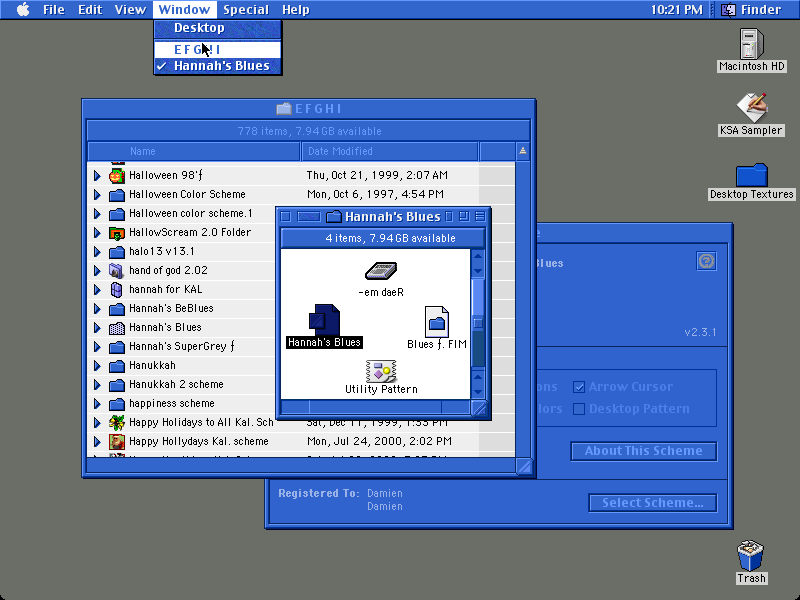 File Edit View Window Special Help 10:21 PM Finder
Desktop
E F G H I
✓ Hannah's Blues
Macintosh HD
KSA Sampler
Desktop Textures
Trash
E F G H I
778 items, 7.94 GB available
Name Date Modified
Halloween 98'ƒ Thu, Oct 21, 1999, 2:07 AM
Halloween Color Scheme Mon, Oct 6, 1997, 4:54 PM
Halloween color scheme.1
HallowScream 2.0 Folder
halo13 v13.1
hand of god 2.02
hannah for KAL
Hannah's BeBlues
Hannah's Blues
Hannah's SuperGrey ƒ
Hanukkah
Hanukkah 2 scheme
happiness scheme
Happy Holidays to All Kal. Sch Sat, Dec 11, 1999, 1:53 PM
Happy Hollydays Kal. scheme Mon, Jul 24, 2000, 2:02 PM
Hannah's Blues
4 items, 7.94 GB available
-em daeR
Hannah's Blues
Blues ƒ. FIM
Utility Pattern
lues
v2.3.1
ons Arrow Cursor
lors Desktop Pattern
About This Scheme
Registered To: Damien
Damien
Select Scheme...